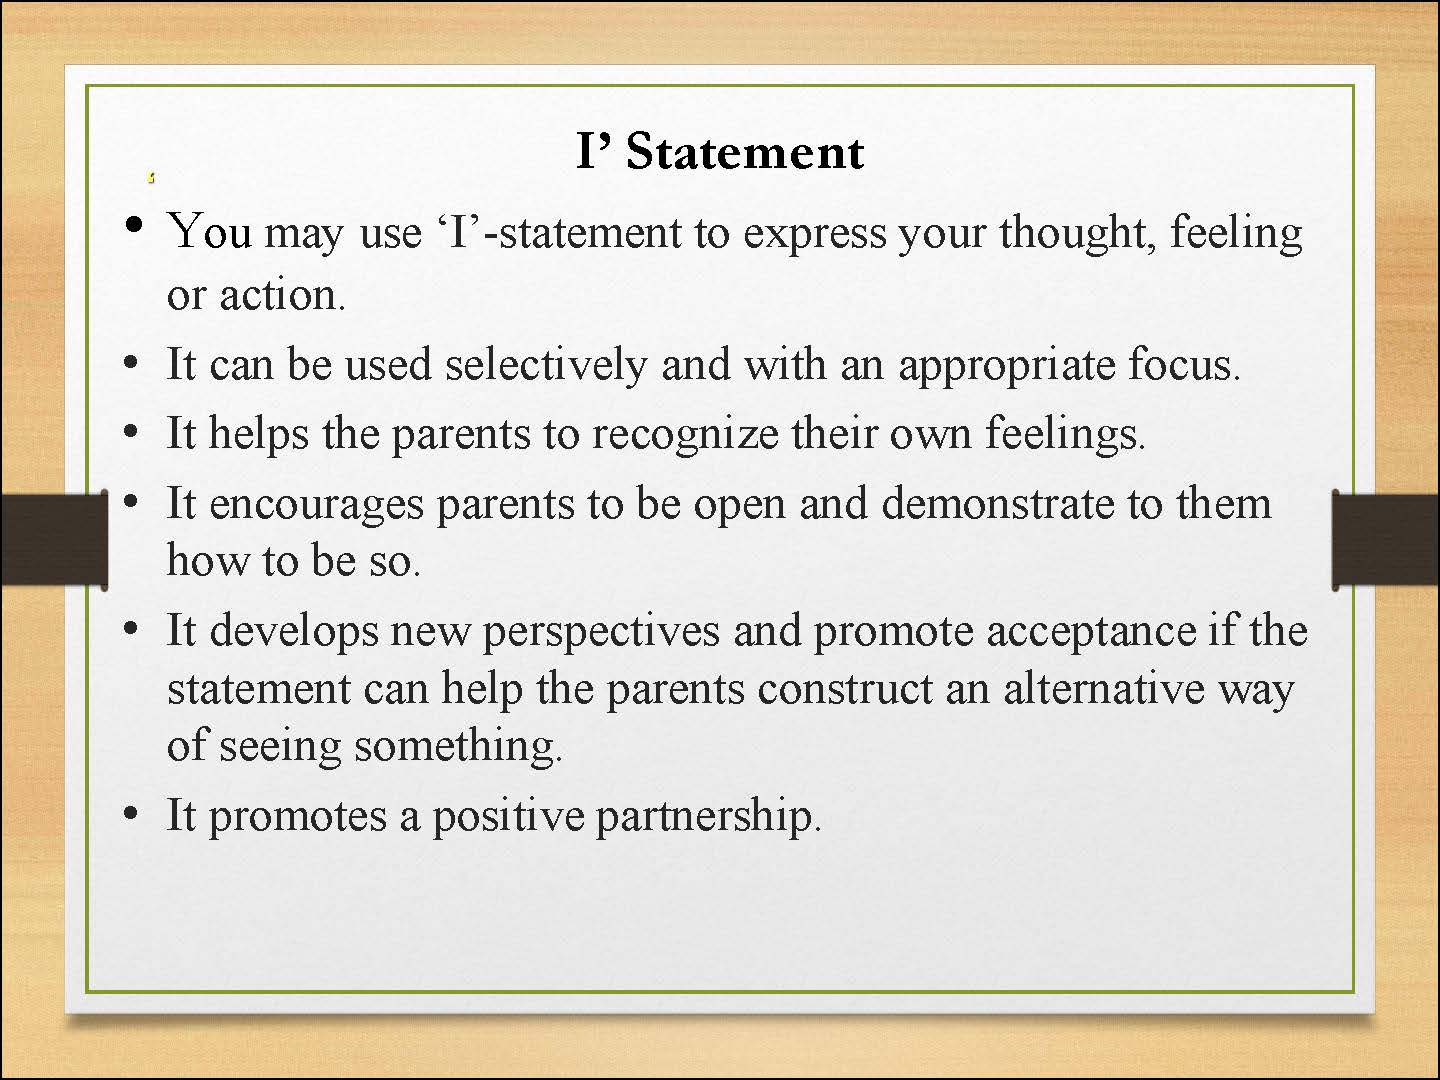 I’ Statement
‘
• You may use ‘I’-statement to express your thought, feeling
or action.
• It can be used selectively and with an appropriate focus.
• It helps the parents to recognize their own feelings.
• It encourages parents to be open and demonstrate to them
how to be so.
• It develops new perspectives and promote acceptance if the
statement can help the parents construct an alternative way
of seeing something.
• It promotes a positive partnership.